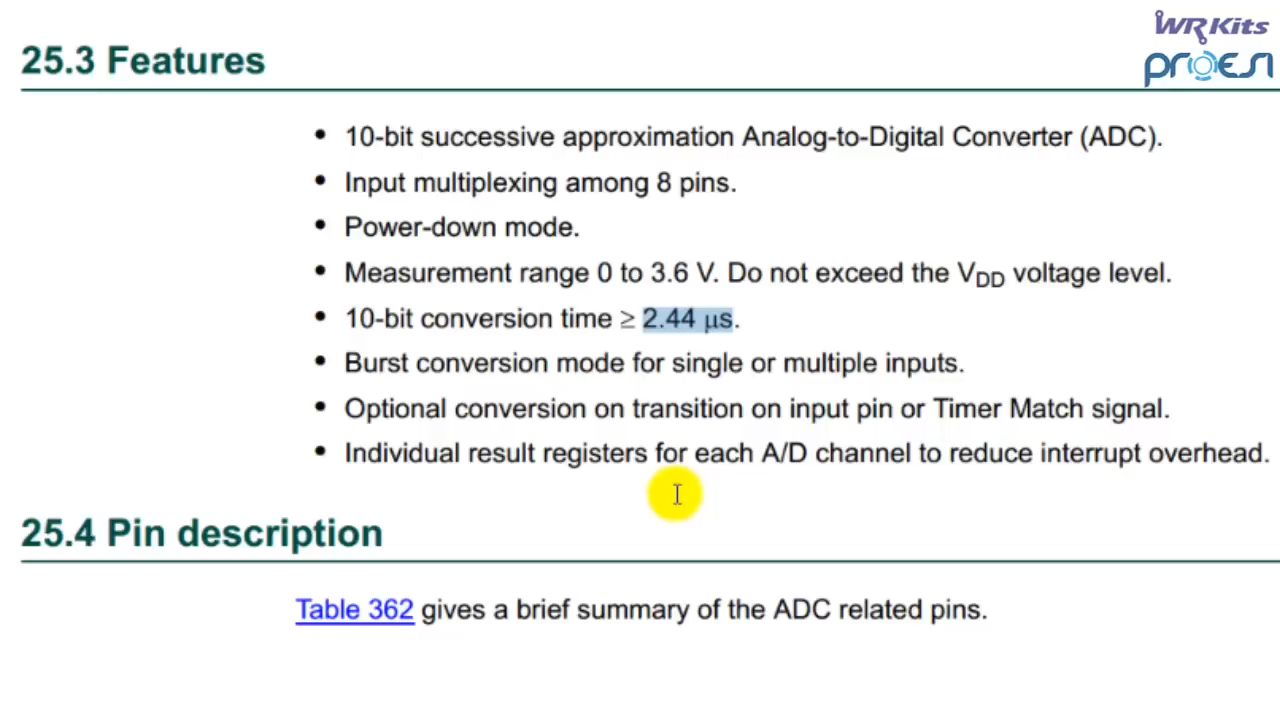 WR Kits
proesi
25.3 Features
• 10-bit successive approximation Analog-to-Digital Converter (ADC).
• Input multiplexing among 8 pins.
• Power-down mode.
• Measurement range 0 to 3.6 V. Do not exceed the VDD voltage level.
• 10-bit conversion time ≥ 2.44 μs.
• Burst conversion mode for single or multiple inputs.
• Optional conversion on transition on input pin or Timer Match signal.
• Individual result registers for each A/D channel to reduce interrupt overhead.
25.4 Pin description
Table 362 gives a brief summary of the ADC related pins.